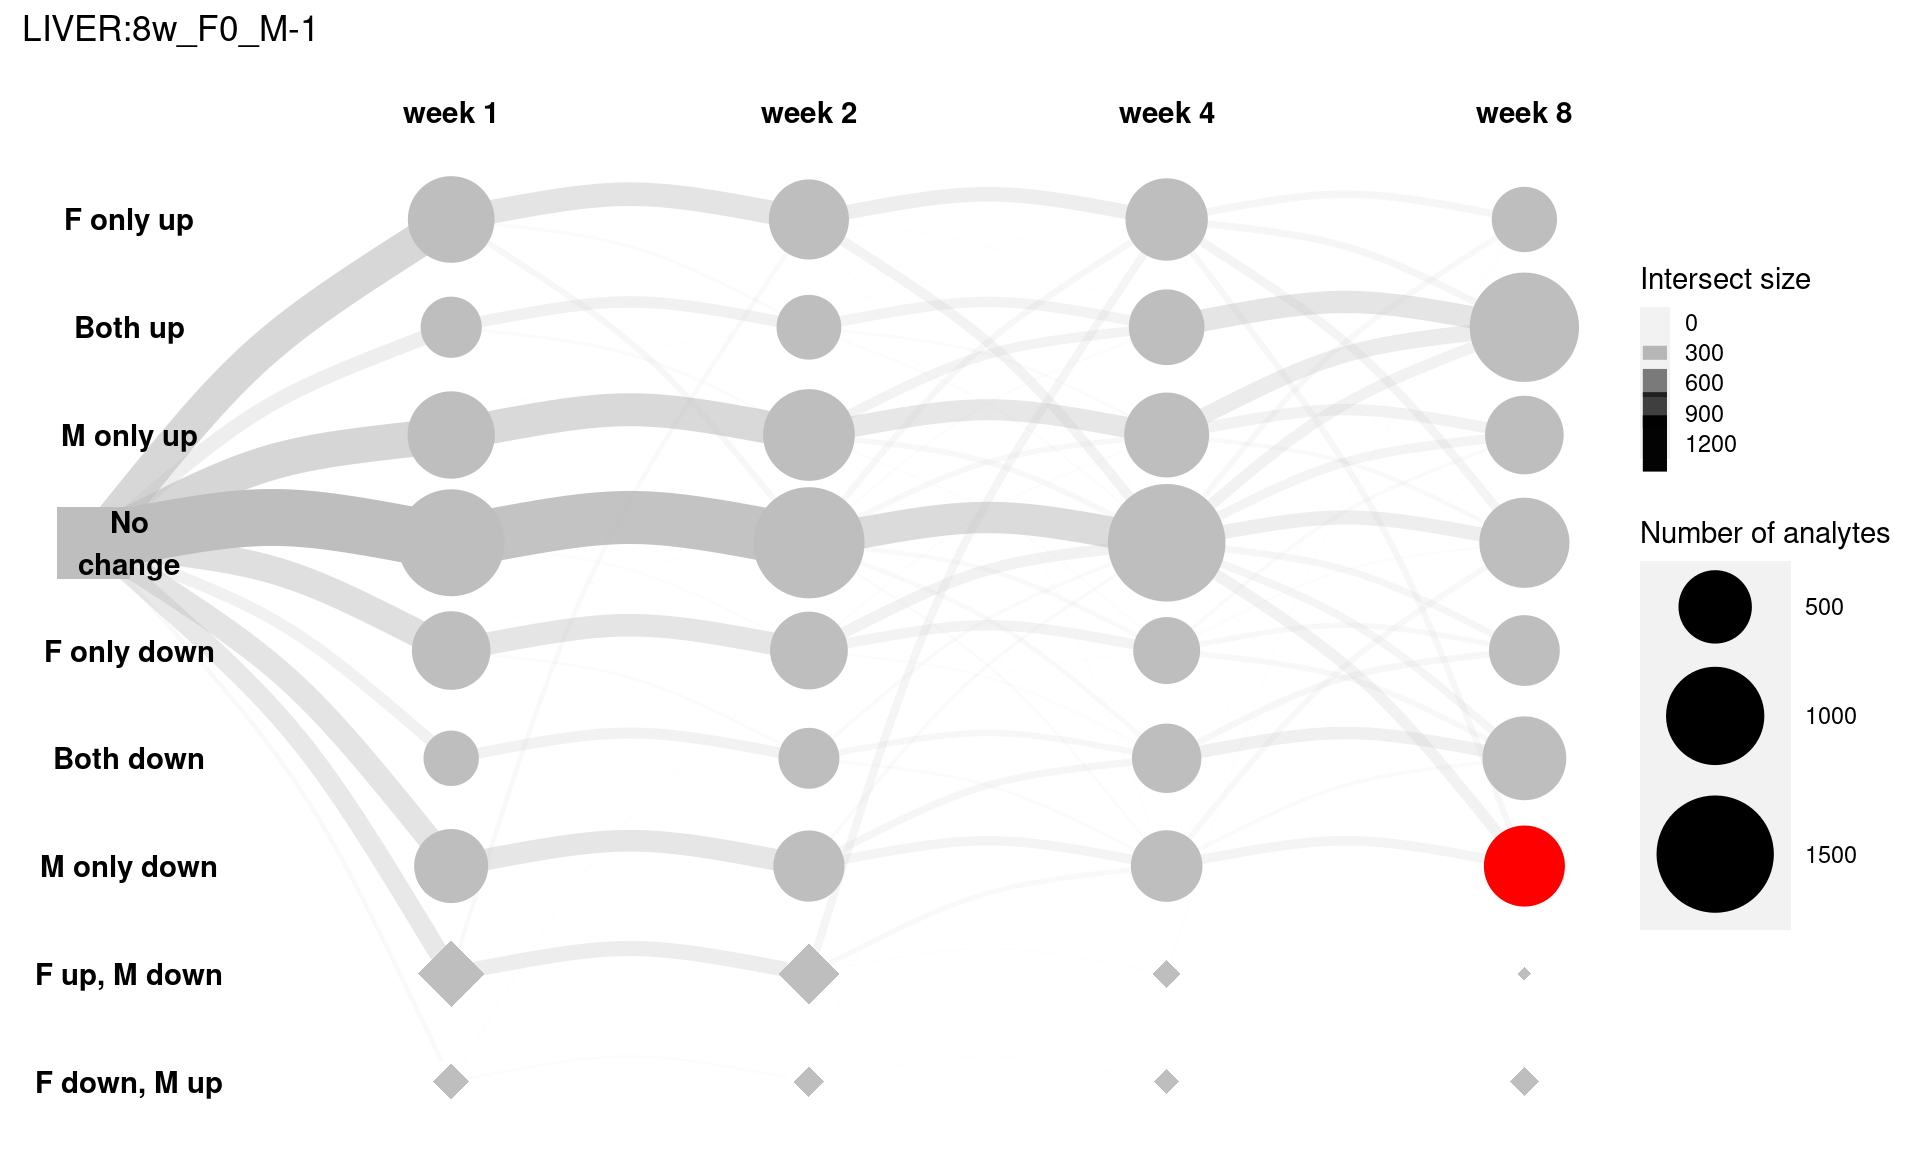 LIVER:8w_F0_M-1
week 1
week 2
week 4
week 8
F only up
Both up
M only up
No
change
F only down
Both down
M only down
F up, M down
F down, M up
Intersect size
0
300
600
900
1200
Number of analytes
500
1000
1500